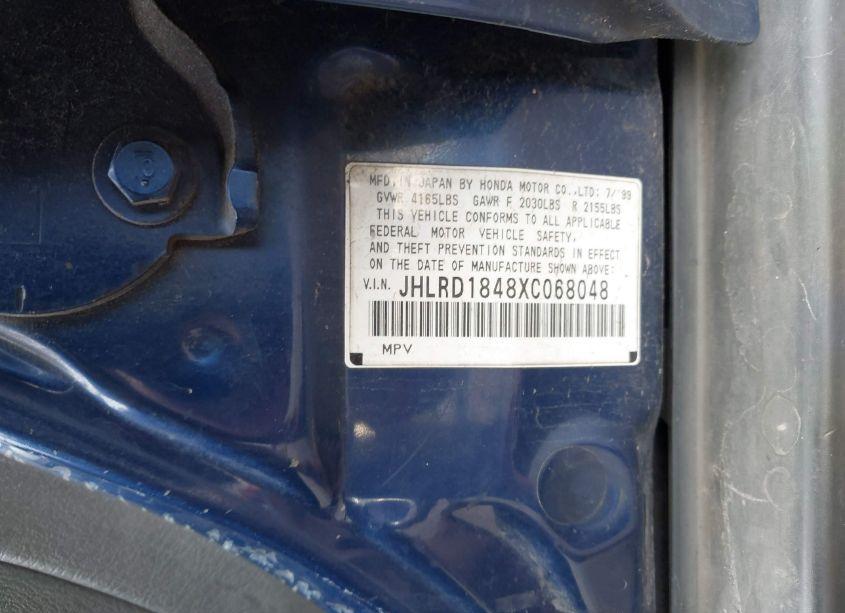 MFD. IN JAPAN BY HONDA MOTOR CO.,LTD: 7/'99
GVWR 4165LBS GAWR F 2030LBS R 2155LBS
THIS VEHICLE CONFORMS TO ALL APPLICABLE
FEDERAL MOTOR VEHICLE SAFETY,
AND THEFT PREVENTION STANDARDS IN EFFECT
ON THE DATE OF MANUFACTURE SHOWN ABOVE:
V.I.N. JHLRD1848XC068048
MPV